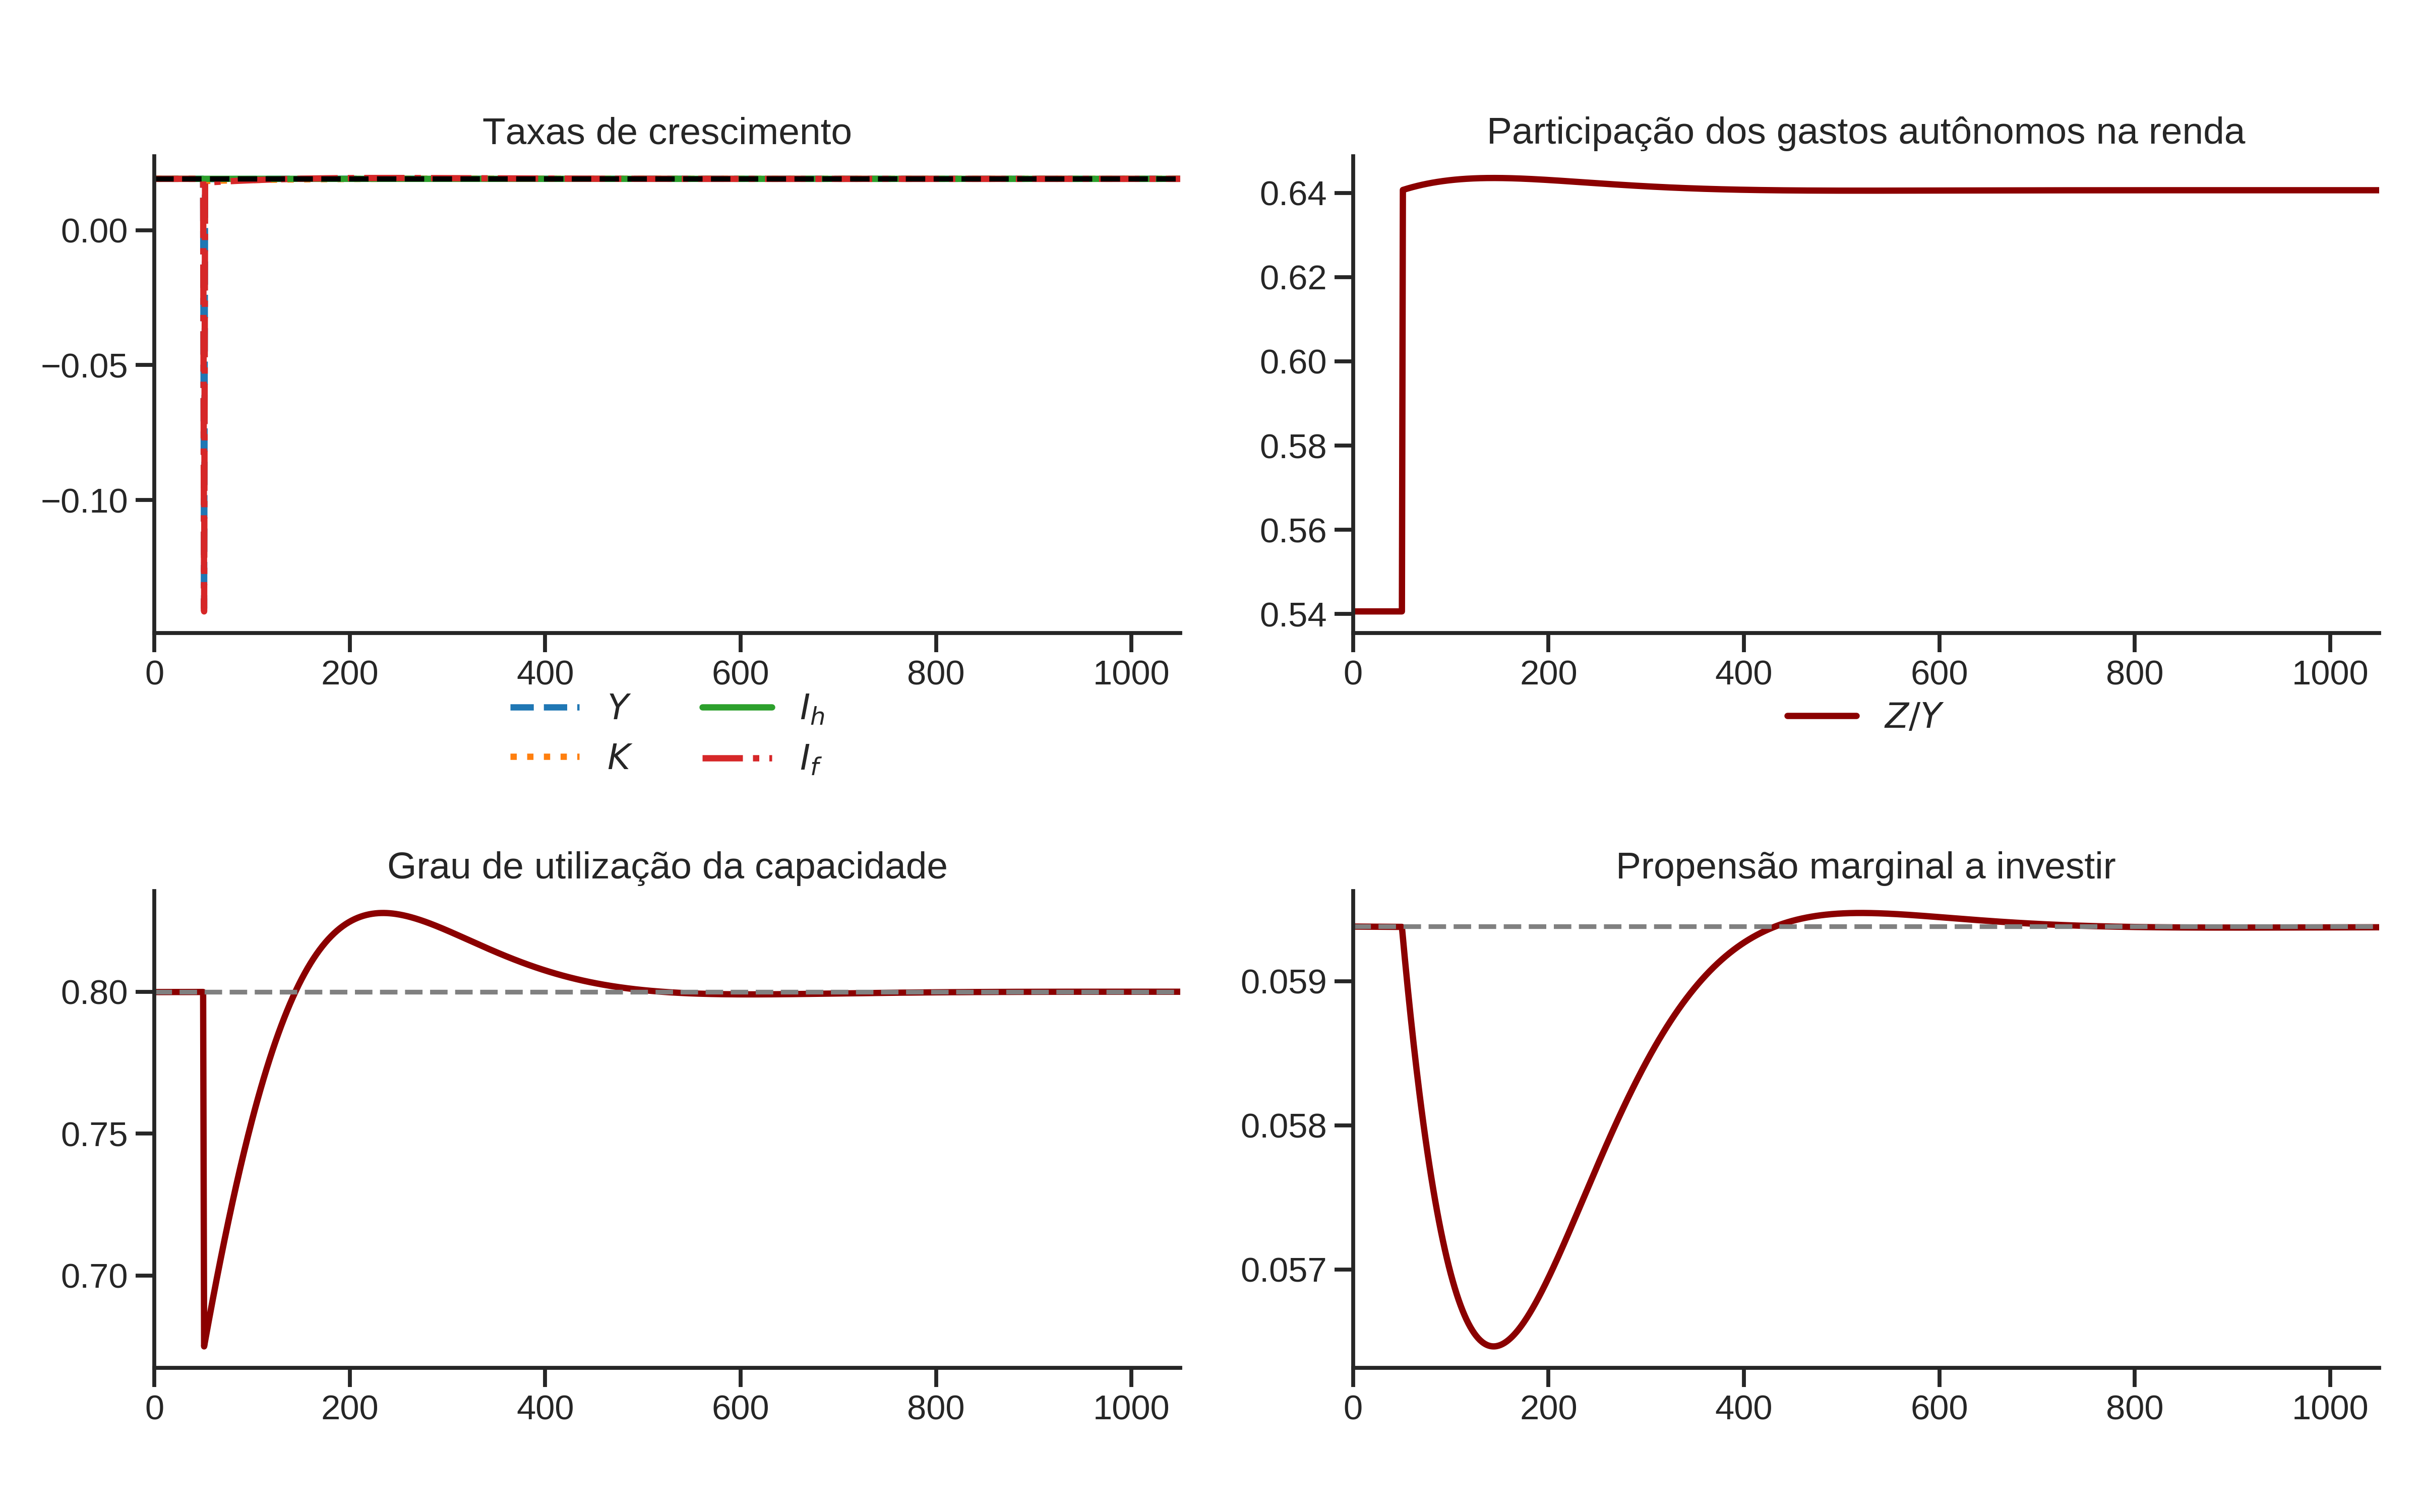 Taxas de crescimento
0.00
−0.05
−0.10
0 200 400 600 800 1000
Y I_h
K I_f
Participação dos gastos autônomos na renda
0.64
0.62
0.60
0.58
0.56
0.54
0 200 400 600 800 1000
Z/Y
Grau de utilização da capacidade
0.80
0.75
0.70
0 200 400 600 800 1000
Propensão marginal a investir
0.059
0.058
0.057
0 200 400 600 800 1000